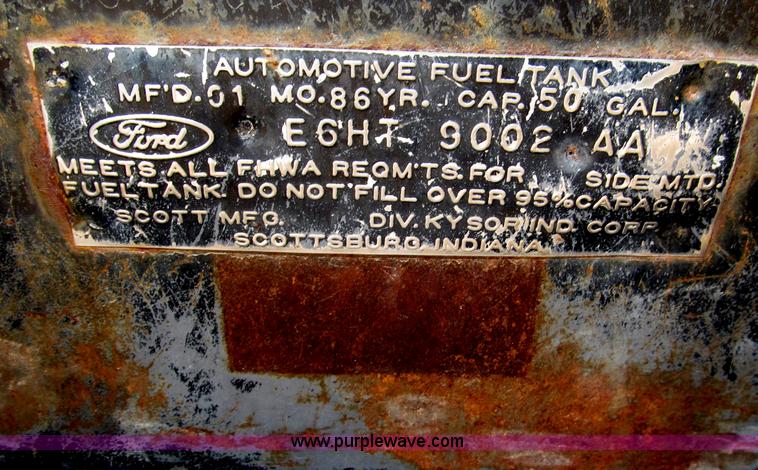 AUTOMOTIVE FUEL TANK
MF'D. 01 MO. 86 YR. CAP. 50 GAL.
Ford E6HT 9002 AA
MEETS ALL FHWA REQM'TS. FOR SIDE MTD.
FUEL TANK. DO NOT FILL OVER 95% CAPACITY
SCOTT MFG. DIV. KYSOR IND. CORP.
SCOTTSBURG, INDIANA
www.purplewave.com